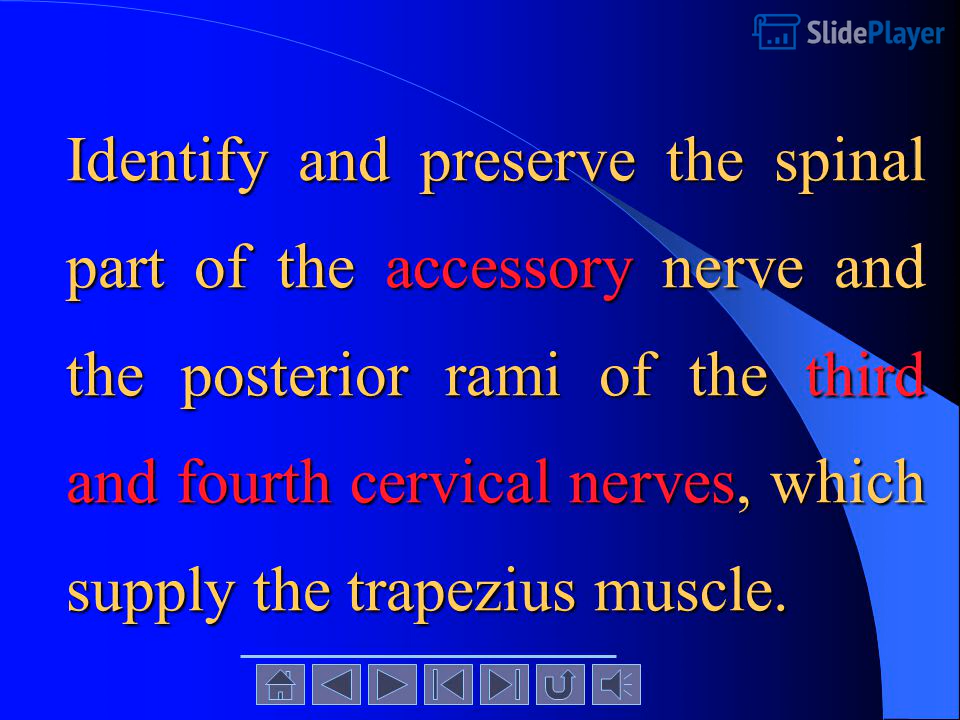 SlidePlayer
Identify and preserve the spinal
part of the accessory nerve and
the posterior rami of the third
and fourth cervical nerves, which
supply the trapezius muscle.